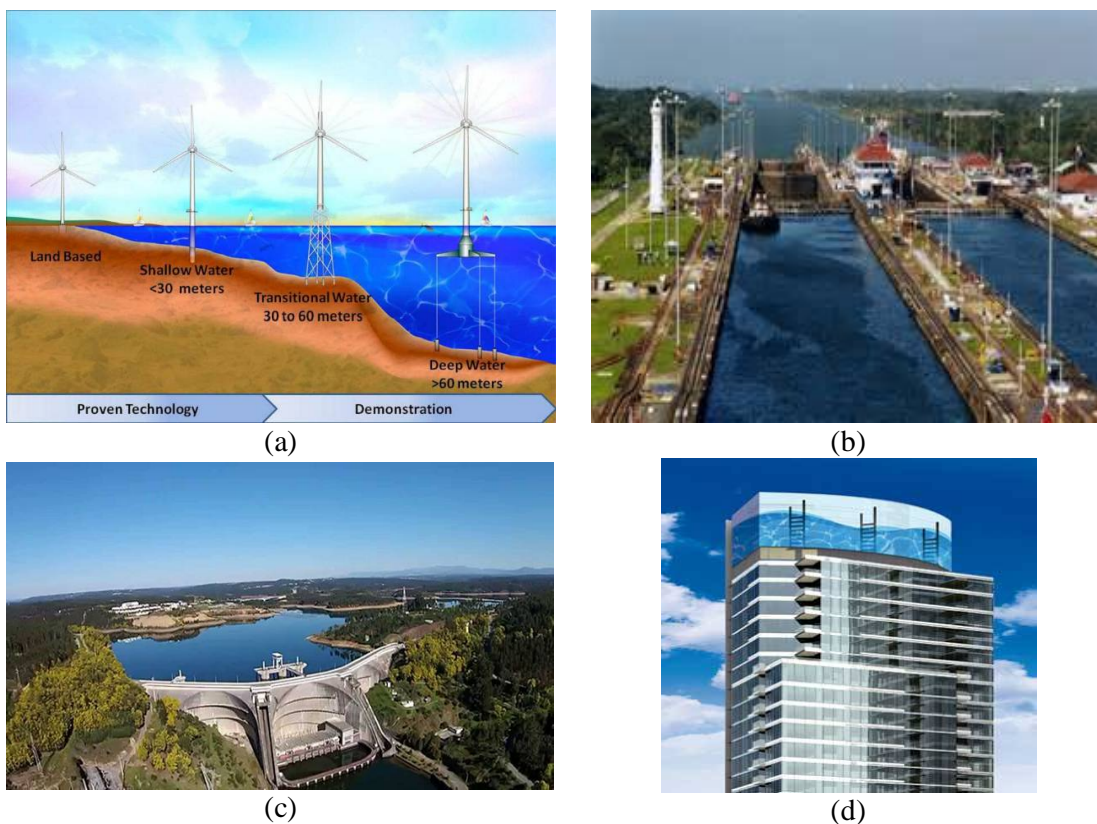 Land Based
Shallow Water
<30 meters
Transitional Water
30 to 60 meters
Deep Water
>60 meters
Proven Technology
Demonstration
(a)
(b)
(c)
(d)